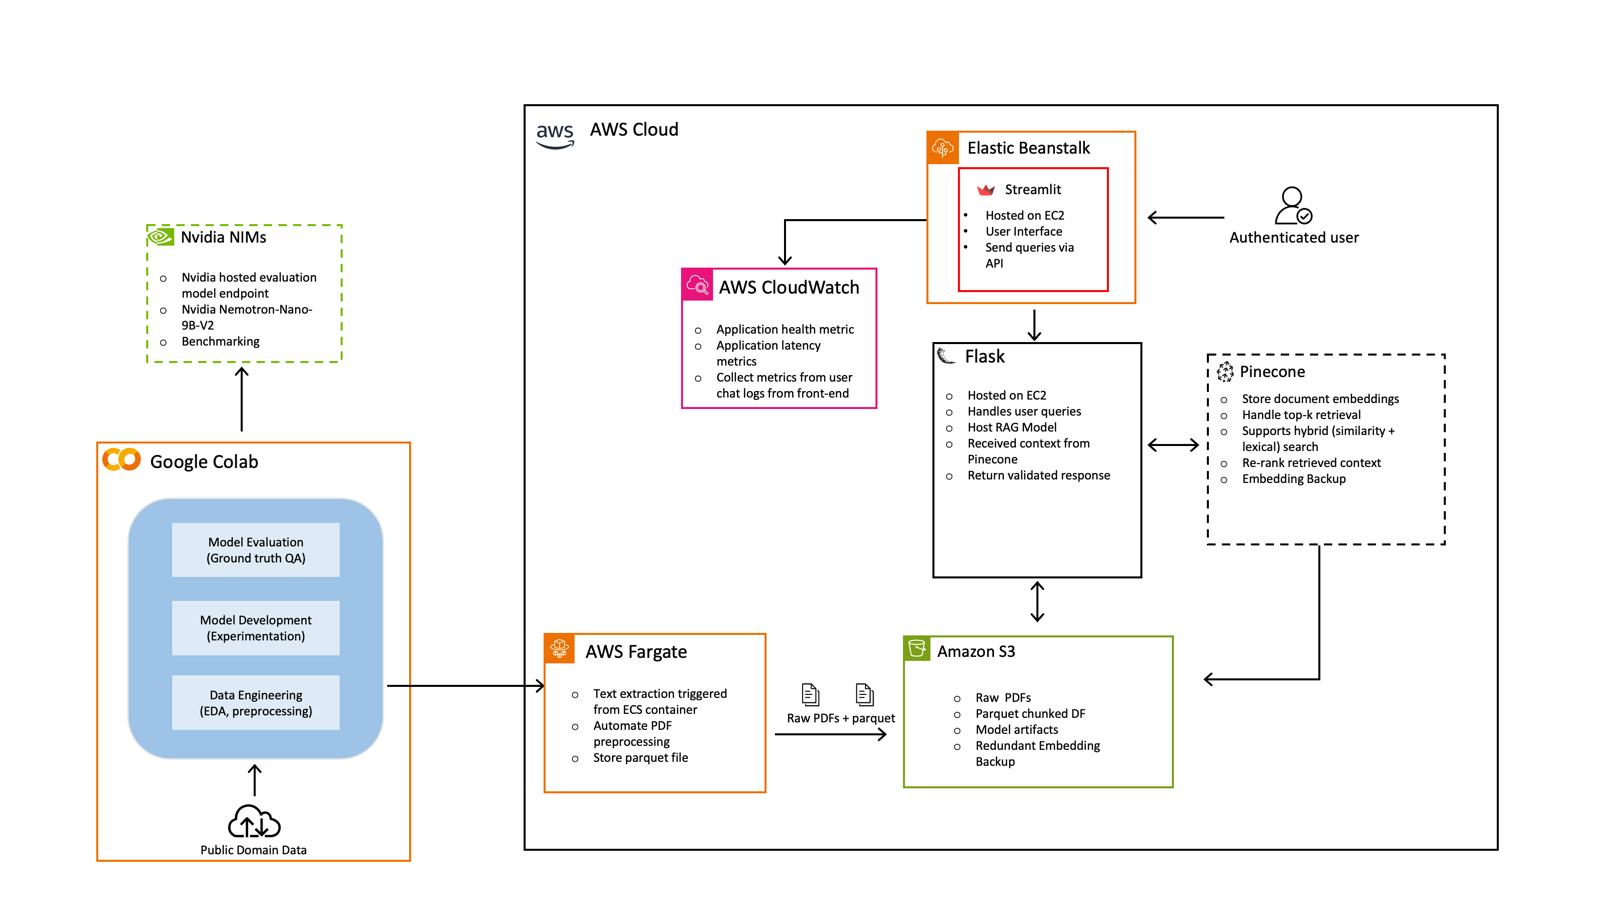 aws
AWS Cloud
Elastic Beanstalk
Streamlit
• Hosted on EC2
• User Interface
• Send queries via
API
Authenticated user
Nvidia NIMs
o Nvidia hosted evaluation
model endpoint
o Nvidia Nemotron-Nano-
9B-V2
o Benchmarking
AWS CloudWatch
o Application health metric
o Application latency
metrics
o Collect metrics from user
chat logs from front-end
Flask
o Hosted on EC2
o Handles user queries
o Host RAG Model
o Received context from
Pinecone
o Return validated response
Pinecone
o Store document embeddings
o Handle top-k retrieval
o Supports hybrid (similarity +
lexical) search
o Re-rank retrieved context
o Embedding Backup
Google Colab
Model Evaluation
(Ground truth QA)
Model Development
(Experimentation)
Data Engineering
(EDA, preprocessing)
Public Domain Data
AWS Fargate
o Text extraction triggered
from ECS container
o Automate PDF
preprocessing
o Store parquet file
Raw PDFs + parquet
Amazon S3
o Raw PDFs
o Parquet chunked DF
o Model artifacts
o Redundant Embedding
Backup